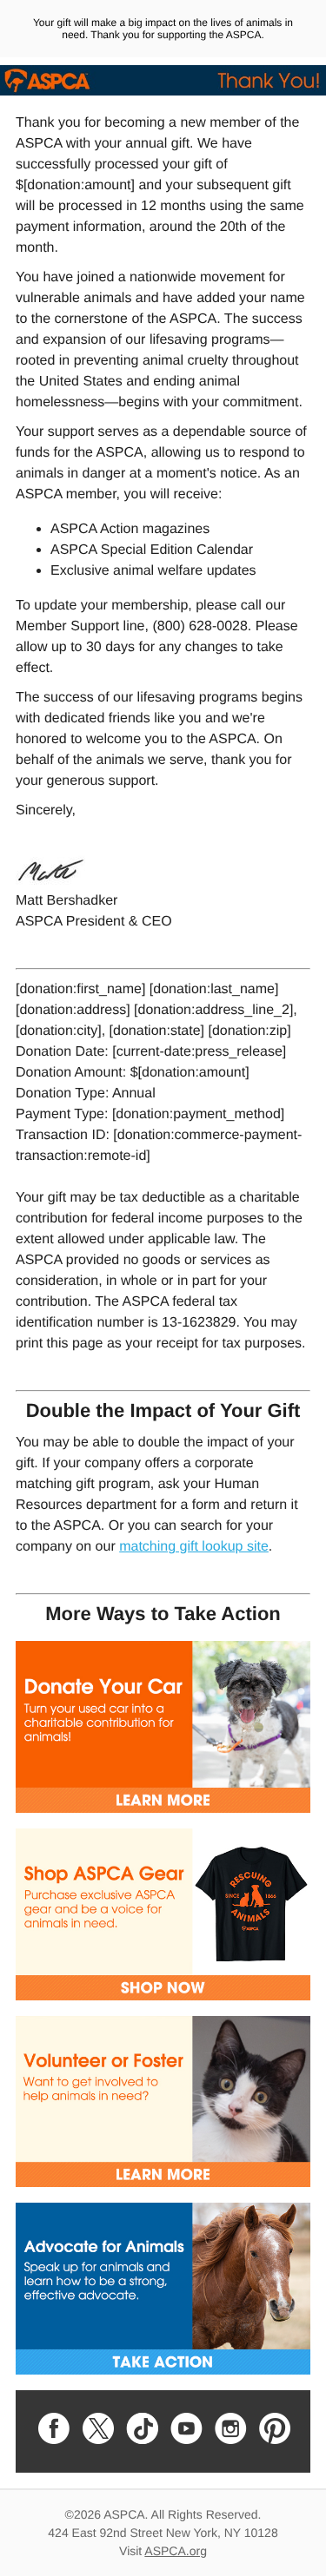 Your gift will make a big impact on the lives of animals in
need. Thank you for supporting the ASPCA.
ASPCA
Thank You!
Thank you for becoming a new member of the
ASPCA with your annual gift. We have
successfully processed your gift of
$[donation:amount] and your subsequent gift
will be processed in 12 months using the same
payment information, around the 20th of the
month.
You have joined a nationwide movement for
vulnerable animals and have added your name
to the cornerstone of the ASPCA. The success
and expansion of our lifesaving programs—
rooted in preventing animal cruelty throughout
the United States and ending animal
homelessness—begins with your commitment.
Your support serves as a dependable source of
funds for the ASPCA, allowing us to respond to
animals in danger at a moment's notice. As an
ASPCA member, you will receive:
• ASPCA Action magazines
• ASPCA Special Edition Calendar
• Exclusive animal welfare updates
To update your membership, please call our
Member Support line, (800) 628-0028. Please
allow up to 30 days for any changes to take
effect.
The success of our lifesaving programs begins
with dedicated friends like you and we're
honored to welcome you to the ASPCA. On
behalf of the animals we serve, thank you for
your generous support.
Sincerely,
Matt
Matt Bershadker
ASPCA President & CEO
[donation:first_name] [donation:last_name]
[donation:address] [donation:address_line_2],
[donation:city], [donation:state] [donation:zip]
Donation Date: [current-date:press_release]
Donation Amount: $[donation:amount]
Donation Type: Annual
Payment Type: [donation:payment_method]
Transaction ID: [donation:commerce-payment-
transaction:remote-id]
Your gift may be tax deductible as a charitable
contribution for federal income purposes to the
extent allowed under applicable law. The
ASPCA provided no goods or services as
consideration, in whole or in part for your
contribution. The ASPCA federal tax
identification number is 13-1623829. You may
print this page as your receipt for tax purposes.
Double the Impact of Your Gift
You may be able to double the impact of your
gift. If your company offers a corporate
matching gift program, ask your Human
Resources department for a form and return it
to the ASPCA. Or you can search for your
company on our matching gift lookup site.
More Ways to Take Action
Donate Your Car
Turn your used car into a
charitable contribution for
animals!
LEARN MORE
Shop ASPCA Gear
Purchase exclusive ASPCA
gear and be a voice for
animals in need.
RESCUING
SINCE 1866
ANIMALS
ASPCA
SHOP NOW
Volunteer or Foster
Want to get involved to
help animals in need?
LEARN MORE
Advocate for Animals
Speak up for animals and
learn how to be a strong,
effective advocate.
TAKE ACTION
©2026 ASPCA. All Rights Reserved.
424 East 92nd Street New York, NY 10128
Visit ASPCA.org